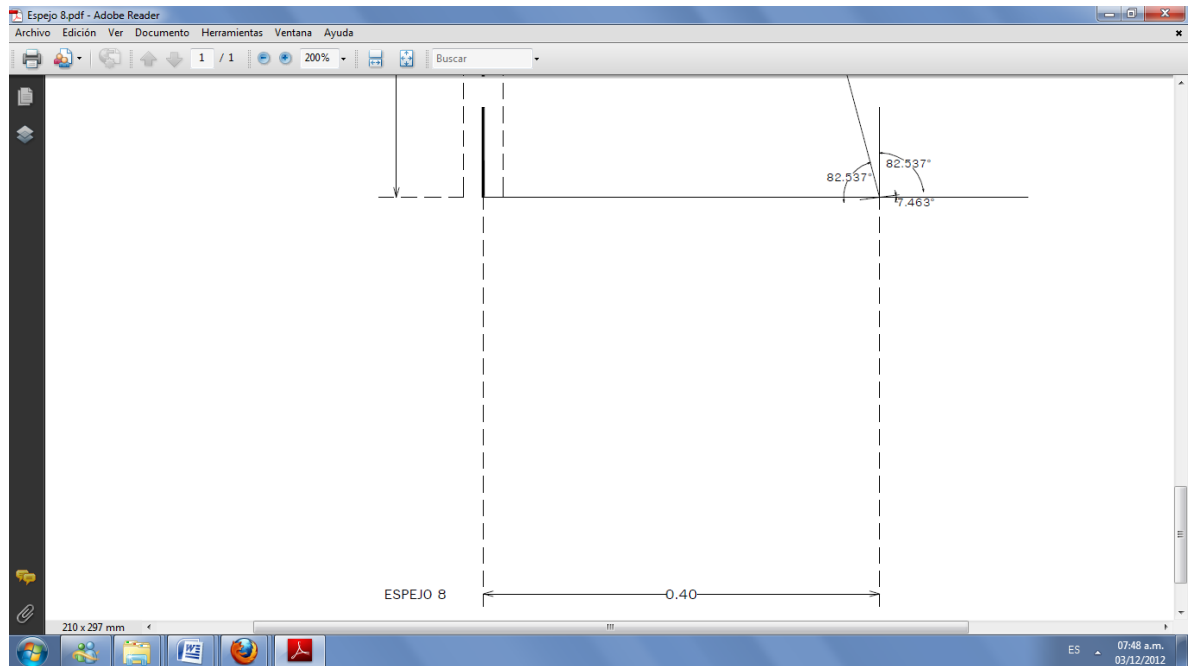 Espejo 8.pdf - Adobe Reader
Archivo Edición Ver Documento Herramientas Ventana Ayuda
1 / 1 200% Buscar
82.537°
82.537°
7.463°
ESPEJO 8 0.40
210 x 297 mm
ES 07:48 a.m.
03/12/2012